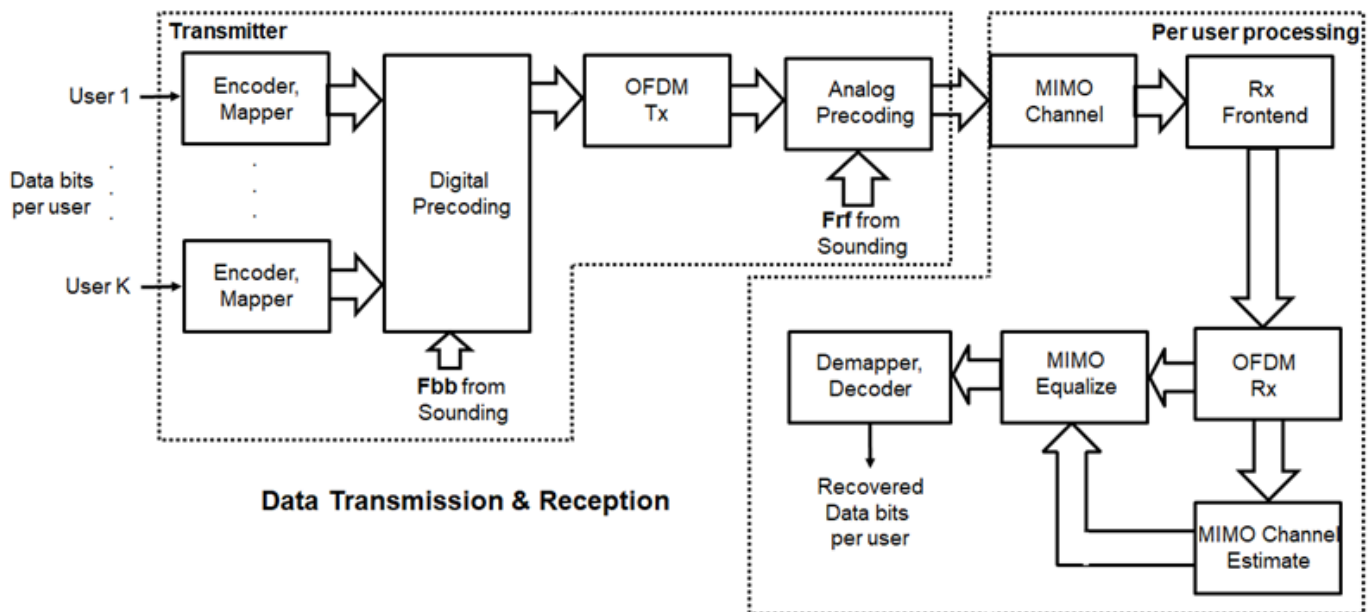 Transmitter
Per user processing
User 1
Encoder,
Mapper
OFDM
Tx
Analog
Precoding
MIMO
Channel
Rx
Frontend
Data bits
per user
Digital
Precoding
Frf from
Sounding
User K
Encoder,
Mapper
Fbb from
Sounding
Demapper,
Decoder
MIMO
Equalize
OFDM
Rx
Data Transmission & Reception
Recovered
Data bits
per user
MIMO Channel
Estimate